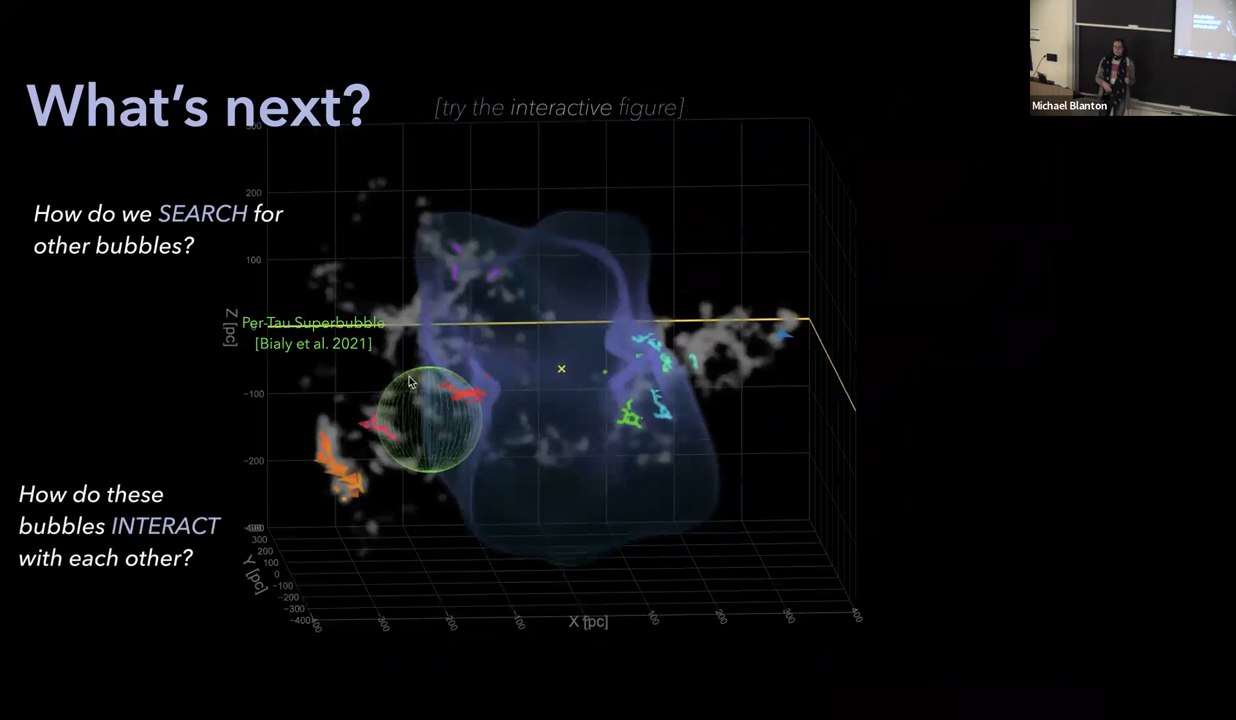 What's next?
[try the interactive figure]
Michael Blanton
How do we SEARCH for
other bubbles?
Per-Tau Superbubble
[Bialy et al. 2021]
How do these
bubbles INTERACT
with each other?
300
200
100
Z [pc]
−100
−200
300
200
100
0
−100
−200
−300
−400
Y [pc]
−300
−200
−100
X [pc]
100
200
300
400